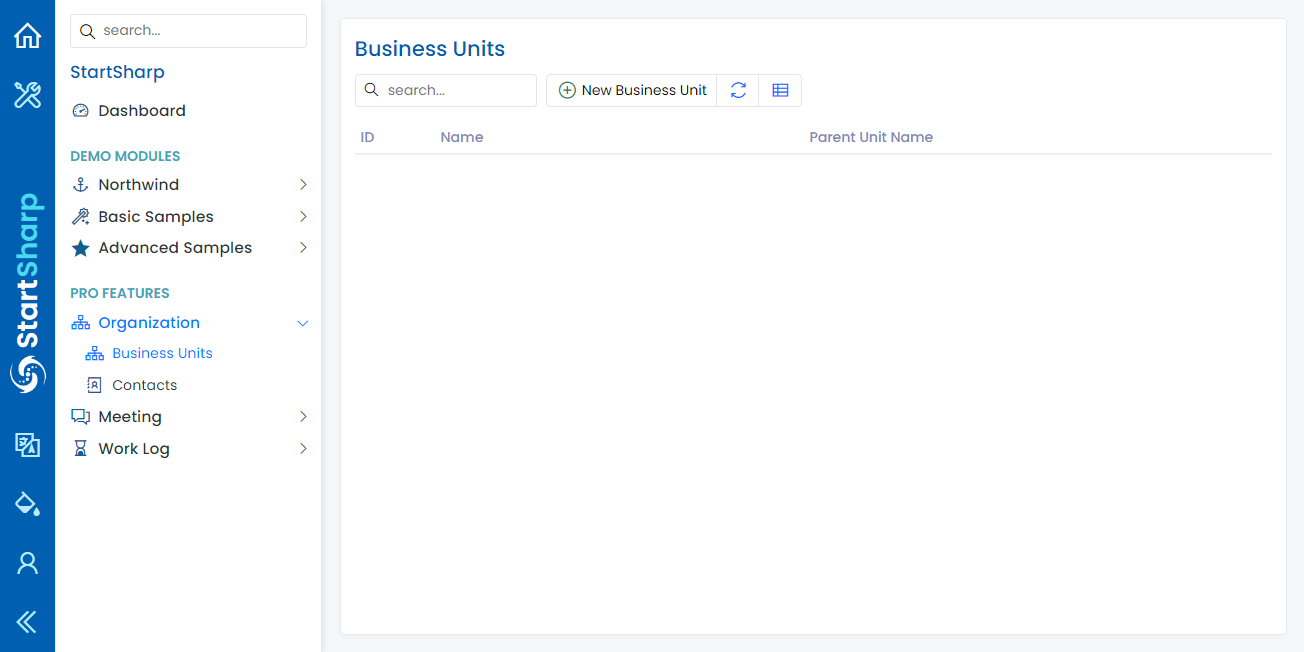 StartSharp
search...
StartSharp
Dashboard
DEMO MODULES
Northwind
Basic Samples
Advanced Samples
PRO FEATURES
Organization
Business Units
Contacts
Meeting
Work Log
Business Units
search...
New Business Unit
ID Name Parent Unit Name